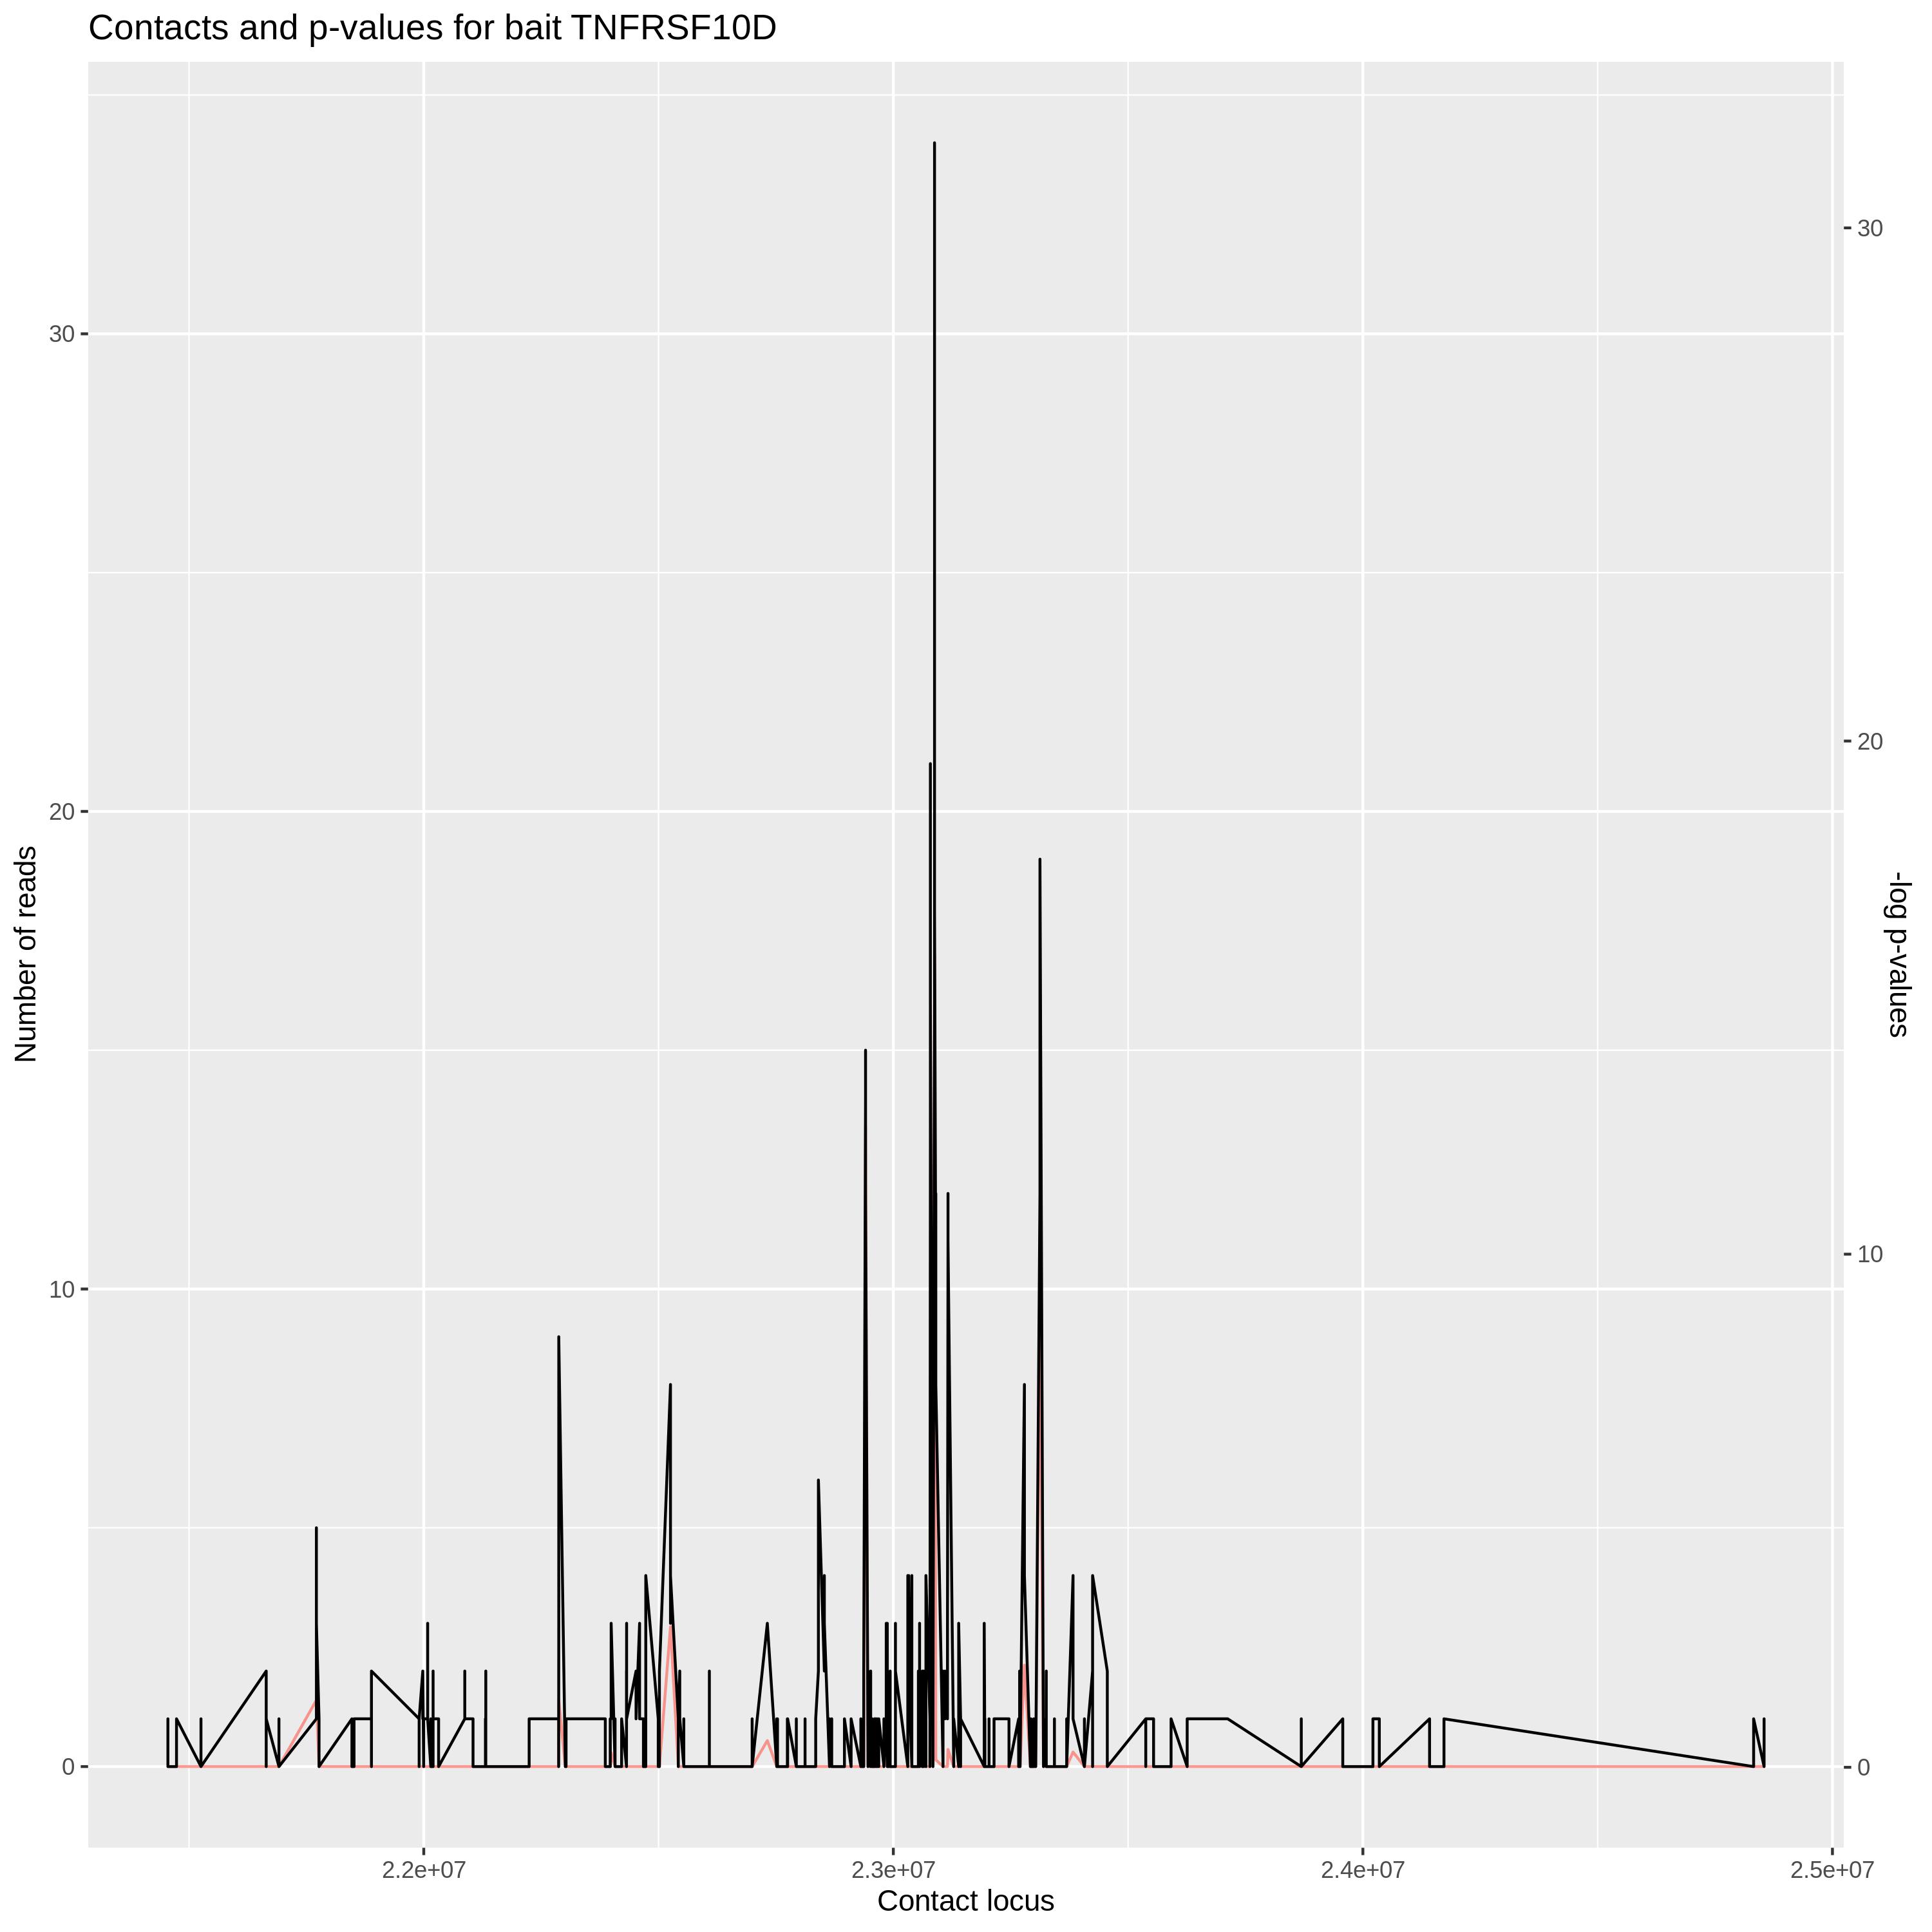 Contacts and p-values for bait TNFRSF10D
30
20
10
0
Number of reads
30
20
10
0
-log p-values
2.2e+07 2.3e+07 2.4e+07 2.5e+07
Contact locus